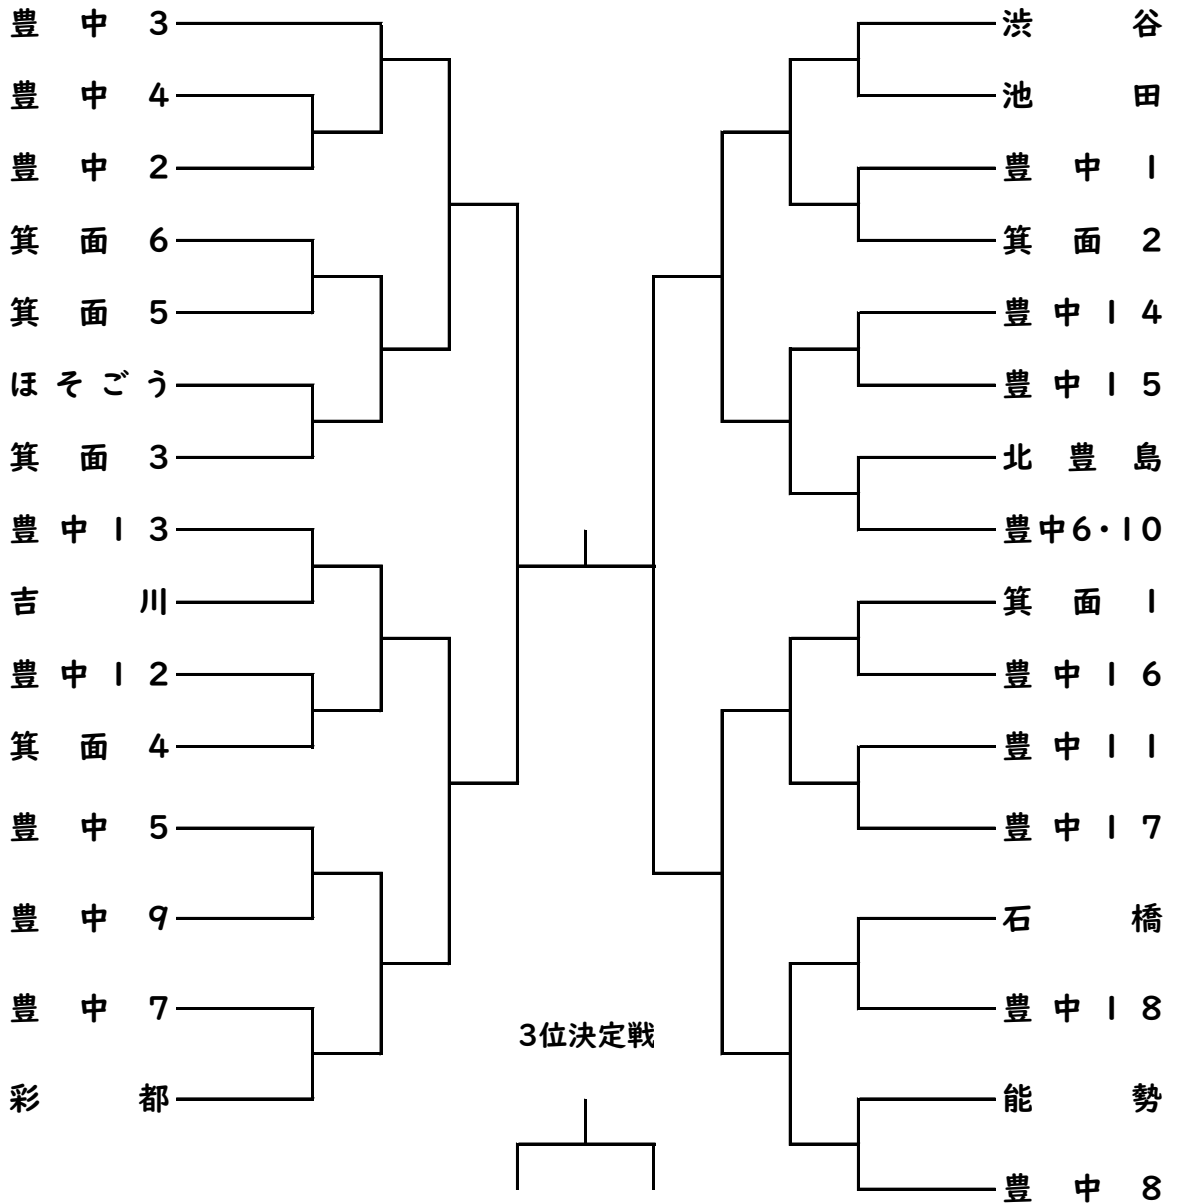 豊中3
豊中4
豊中2
箕面6
箕面5
ほそごう
箕面3
豊中13
吉川
豊中12
箕面4
豊中5
豊中9
豊中7
彩都
3位決定戦
渋谷
池田
豊中1
箕面2
豊中14
豊中15
北豊島
豊中6・10
箕面1
豊中16
豊中11
豊中17
石橋
豊中18
能勢
豊中8